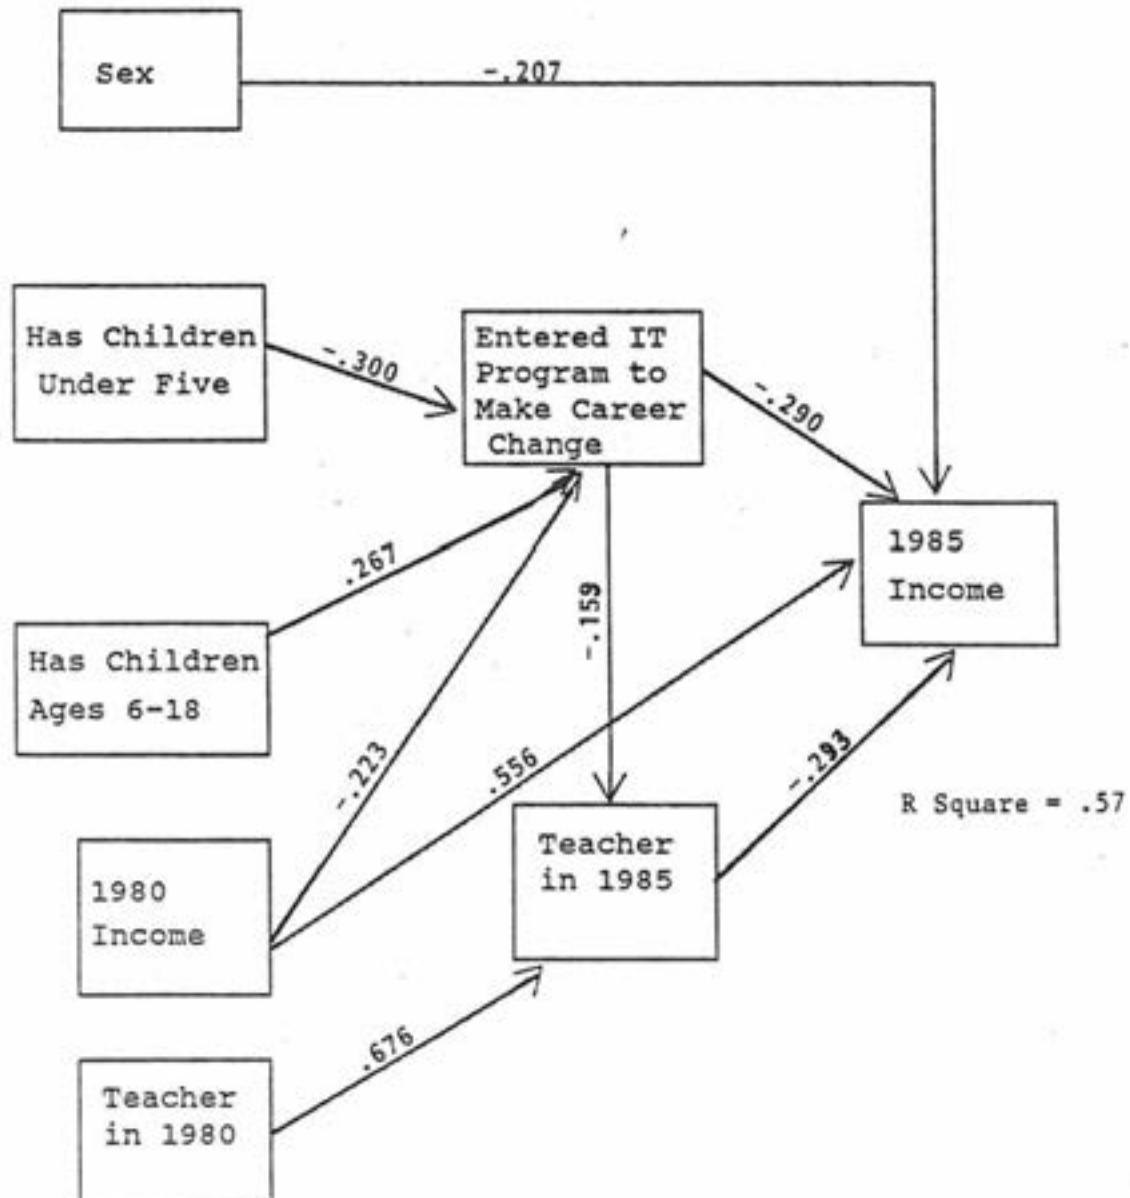 Sex
-.207
Has Children
Under Five
-.300
Entered IT
Program to
Make Career
Change
-.290
1985
Income
.267
-.159
Has Children
Ages 6-18
-.223
.556
-.293
R Square = .57
Teacher
in 1985
1980
Income
.676
Teacher
in 1980